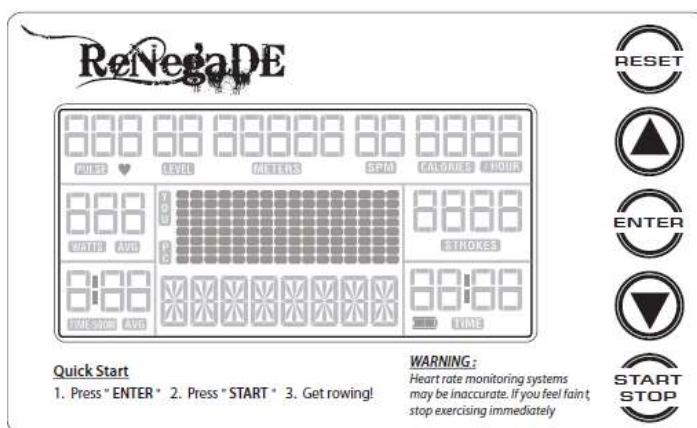 ReNegaDE
RESET
PULSE LEVEL METERS SPM CALORIES / HOUR
YOU
PC
WATTS AVG
STROKES
ENTER
TIME/500M AVG
TIME
START
STOP
Quick Start
1. Press " ENTER " 2. Press " START " 3. Get rowing!
WARNING :
Heart rate monitoring systems
may be inaccurate. If you feel faint,
stop exercising immediately